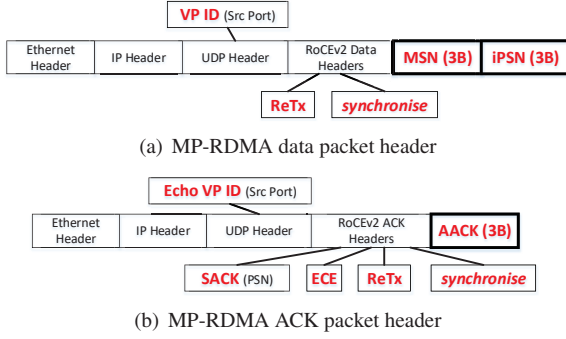 VP ID (Src Port)
Ethernet Header
IP Header
UDP Header
RoCEv2 Data Headers
MSN (3B)
iPSN (3B)
ReTx
synchronise
(a) MP-RDMA data packet header
Echo VP ID (Src Port)
Ethernet Header
IP Header
UDP Header
RoCEv2 ACK Headers
AACK (3B)
SACK (PSN)
ECE
ReTx
synchronise
(b) MP-RDMA ACK packet header